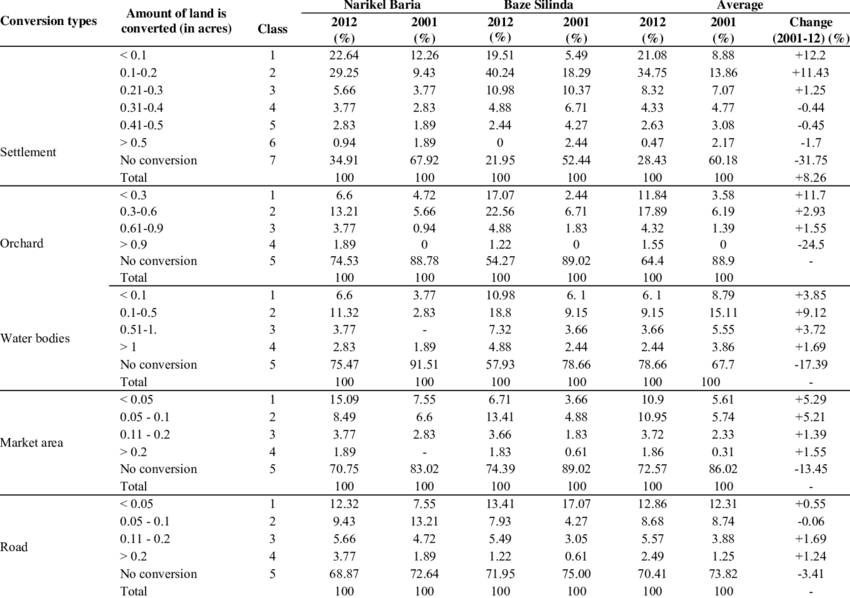 Conversion types Amount of land is converted (in acres) Class Narikel Baria Baze Silinda Average
2012 (%) 2001 (%) 2012 (%) 2001 (%) 2012 (%) 2001 (%) Change (2001-12) (%)
< 0.1 1 22.64 12.26 19.51 5.49 21.08 8.88 +12.2
0.1-0.2 2 29.25 9.43 40.24 18.29 34.75 13.86 +11.43
0.21-0.3 3 5.66 3.77 10.98 10.37 8.32 7.07 +1.25
0.31-0.4 4 3.77 2.83 4.88 6.71 4.33 4.77 -0.44
0.41-0.5 5 2.83 1.89 2.44 4.27 2.63 3.08 -0.45
> 0.5 6 0.94 1.89 0 2.44 0.47 2.17 -1.7
Settlement
No conversion 7 34.91 67.92 21.95 52.44 28.43 60.18 -31.75
Total 100 100 100 100 100 100 +8.26
< 0.3 1 6.6 4.72 17.07 2.44 11.84 3.58 +11.7
0.3-0.6 2 13.21 5.66 22.56 6.71 17.89 6.19 +2.93
0.61-0.9 3 3.77 0.94 4.88 1.83 4.32 1.39 +1.55
Orchard > 0.9 4 1.89 0 1.22 0 1.55 0 -24.5
No conversion 5 74.53 88.78 54.27 89.02 64.4 88.9 -
Total 100 100 100 100 100 100
< 0.1 1 6.6 3.77 10.98 6. 1 6. 1 8.79 +3.85
0.1-0.5 2 11.32 2.83 18.8 9.15 9.15 15.11 +9.12
0.51-1. 3 3.77 - 7.32 3.66 3.66 5.55 +3.72
Water bodies > 1 4 2.83 1.89 4.88 2.44 2.44 3.86 +1.69
No conversion 5 75.47 91.51 57.93 78.66 78.66 67.7 -17.39
Total 100 100 100 100 100 100 -
< 0.05 1 15.09 7.55 6.71 3.66 10.9 5.61 +5.29
0.05 - 0.1 2 8.49 6.6 13.41 4.88 10.95 5.74 +5.21
0.11 - 0.2 3 3.77 2.83 3.66 1.83 3.72 2.33 +1.39
Market area > 0.2 4 1.89 - 1.83 0.61 1.86 0.31 +1.55
No conversion 5 70.75 83.02 74.39 89.02 72.57 86.02 -13.45
Total 100 100 100 100 100 100 -
< 0.05 1 12.32 7.55 13.41 17.07 12.86 12.31 +0.55
0.05 - 0.1 2 9.43 13.21 7.93 4.27 8.68 8.74 -0.06
0.11 - 0.2 3 5.66 4.72 5.49 3.05 5.57 3.88 +1.69
Road > 0.2 4 3.77 1.89 1.22 0.61 2.49 1.25 +1.24
No conversion 5 68.87 72.64 71.95 75.00 70.41 73.82 -3.41
Total 100 100 100 100 100 100 -